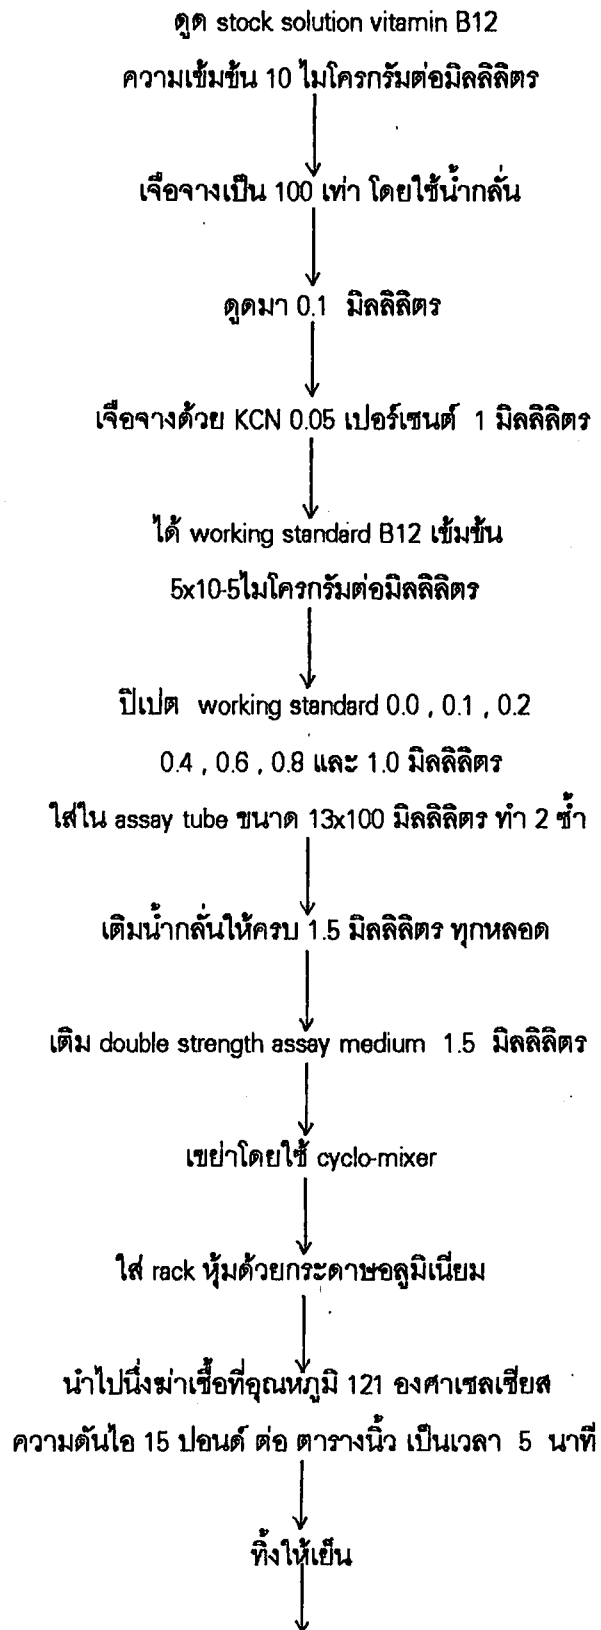 ดูด stock solution vitamin B12
ความเข้มข้น 10 ไมโครกรัมต่อมิลลิลิตร
เจือจางเป็น 100 เท่า โดยใช้น้ำกลั่น
ดูดมา 0.1 มิลลิลิตร
เจือจางด้วย KCN 0.05 เปอร์เซนต์ 1 มิลลิลิตร
ได้ working standard B12 เข้มข้น
5x10-5ไมโครกรัมต่อมิลลิลิตร
ปิเปต working standard 0.0 , 0.1 , 0.2
0.4 , 0.6 , 0.8 และ 1.0 มิลลิลิตร
ใส่ใน assay tube ขนาด 13x100 มิลลิลิตร ทำ 2 ซ้ำ
เติมน้ำกลั่นให้ครบ 1.5 มิลลิลิตร ทุกหลอด
เติม double strength assay medium 1.5 มิลลิลิตร
เขย่าโดยใช้ cyclo-mixer
ใส่ rack หุ้มด้วยกระดาษอลูมิเนียม
นำไปนึ่งฆ่าเชื้อที่อุณหภูมิ 121 องศาเซลเซียส
ความดันไอ 15 ปอนด์ ต่อ ตารางนิ้ว เป็นเวลา 5 นาที
ทิ้งให้เย็น